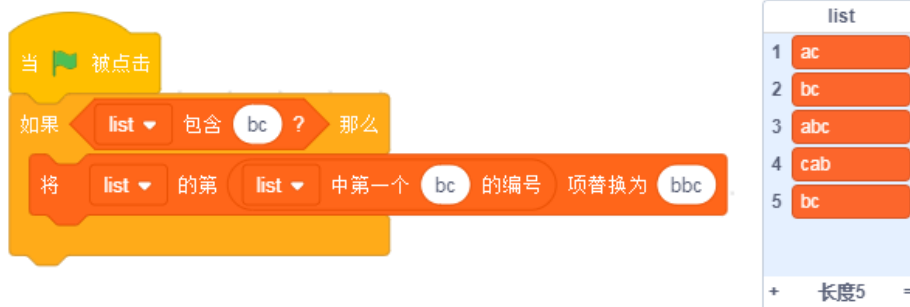 当 被点击
如果 list 包含 bc ? 那么
将 list 的第 list 中第一个 bc 的编号 项替换为 bbc
list
1 ac
2 bc
3 abc
4 cab
5 bc
+ 长度5 =